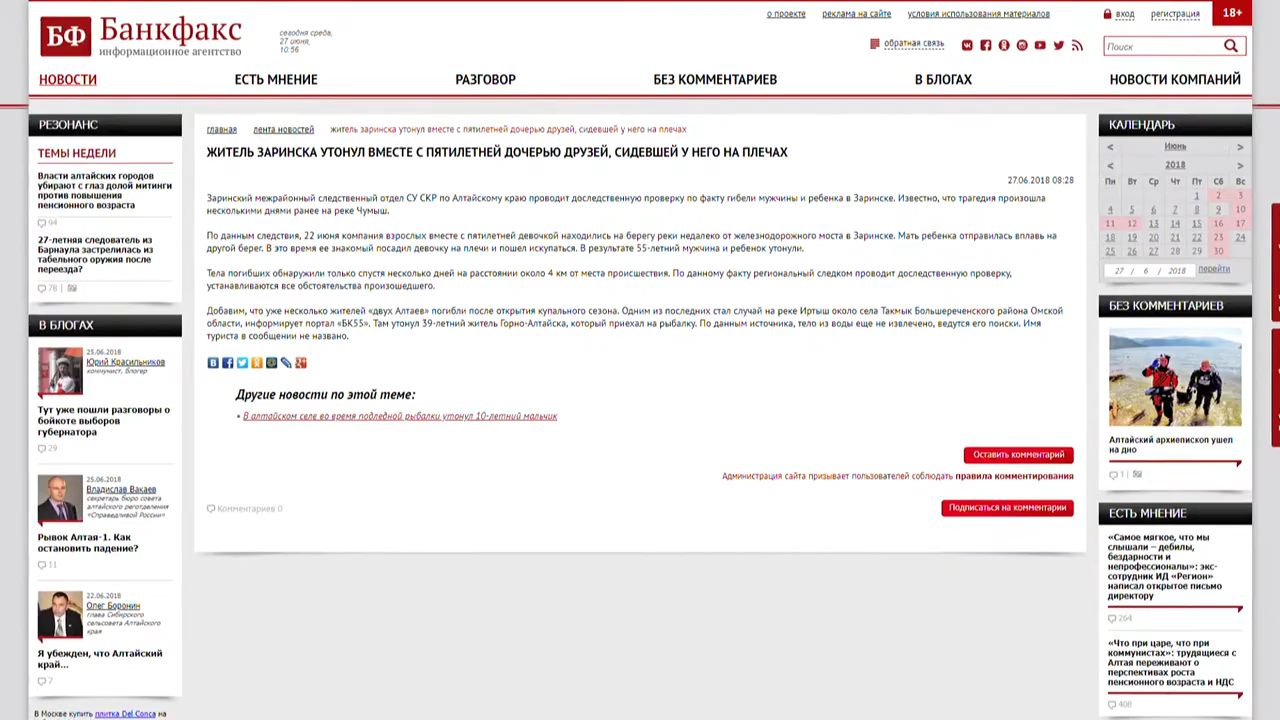 о проекте реклама на сайте условия использования материалов вход регистрация 18+
БФ Банкфакс
информационное агентство
сегодня среда,
27 июня,
10:56
обратная связь
Поиск
НОВОСТИ ЕСТЬ МНЕНИЕ РАЗГОВОР БЕЗ КОММЕНТАРИЕВ В БЛОГАХ НОВОСТИ КОМПАНИЙ
РЕЗОНАНС
ТЕМЫ НЕДЕЛИ
Власти алтайских городов
убирают с глаз долой митинги
против повышения
пенсионного возраста
94
27-летняя следователь из
Барнаула застрелилась из
табельного оружия после
переезда?
78 |
В БЛОГАХ
25.06.2018
Юрий Красильников
коммунист, блогер
Тут уже пошли разговоры о
бойкоте выборов
губернатора
29
25.06.2018
Владислав Вакаев
секретарь бюро совета
алтайского реготделения
«Справедливой России»
Рывок Алтая-1. Как
остановить падение?
11
22.06.2018
Олег Боронин
глава Сибирского
сельсовета Алтайского
края
Я убежден, что Алтайский
край...
7
В Москве купить плитка Del Conca на
главная лента новостей житель заринска утонул вместе с пятилетней дочерью друзей, сидевшей у него на плечах
ЖИТЕЛЬ ЗАРИНСКА УТОНУЛ ВМЕСТЕ С ПЯТИЛЕТНЕЙ ДОЧЕРЬЮ ДРУЗЕЙ, СИДЕВШЕЙ У НЕГО НА ПЛЕЧАХ
27.06.2018 08:28
Заринский межрайонный следственный отдел СУ СКР по Алтайскому краю проводит доследственную проверку по факту гибели мужчины и ребенка в Заринске. Известно, что трагедия произошла
несколькими днями ранее на реке Чумыш.
По данным следствия, 22 июня компания взрослых вместе с пятилетней девочкой находились на берегу реки недалеко от железнодорожного моста в Заринске. Мать ребенка отправилась вплавь на
другой берег. В это время ее знакомый посадил девочку на плечи и пошел искупаться. В результате 55-летний мужчина и ребенок утонули.
Тела погибших обнаружили только спустя несколько дней на расстоянии около 4 км от места происшествия. По данному факту региональный следком проводит доследственную проверку,
устанавливаются все обстоятельства произошедшего.
Добавим, что уже несколько жителей «двух Алтаев» погибли после открытия купального сезона. Одним из последних стал случай на реке Иртыш около села Такмык Большереченского района Омской
области, информирует портал «БК55». Там утонул 39-летний житель Горно-Алтайска, который приехал на рыбалку. По данным источника, тело из воды еще не извлечено, ведутся его поиски. Имя
туриста в сообщении не названо.
Другие новости по этой теме:
• В алтайском селе во время подледной рыбалки утонул 10-летний мальчик
Оставить комментарий
Администрация сайта призывает пользователей соблюдать правила комментирования
Комментариев 0
Подписаться на комментарии
КАЛЕНДАРЬ
< Июнь >
< 2018 >
Пн Вт Ср Чт Пт Сб Вс
1 2 3
4 5 6 7 8 9 10
11 12 13 14 15 16 17
18 19 20 21 22 23 24
25 26 27 28 29 30
27 / 6 / 2018 перейти
БЕЗ КОММЕНТАРИЕВ
Алтайский архиепископ ушел
на дно
1 |
ЕСТЬ МНЕНИЕ
«Самое мягкое, что мы
слышали – дебилы,
бездарности и
непрофессионалы»: экс-
сотрудник ИД «Регион»
написал открытое письмо
директору
264
«Что при царе, что при
коммунистах»: трудящиеся с
Алтая переживают о
перспективах роста
пенсионного возраста и НДС
408